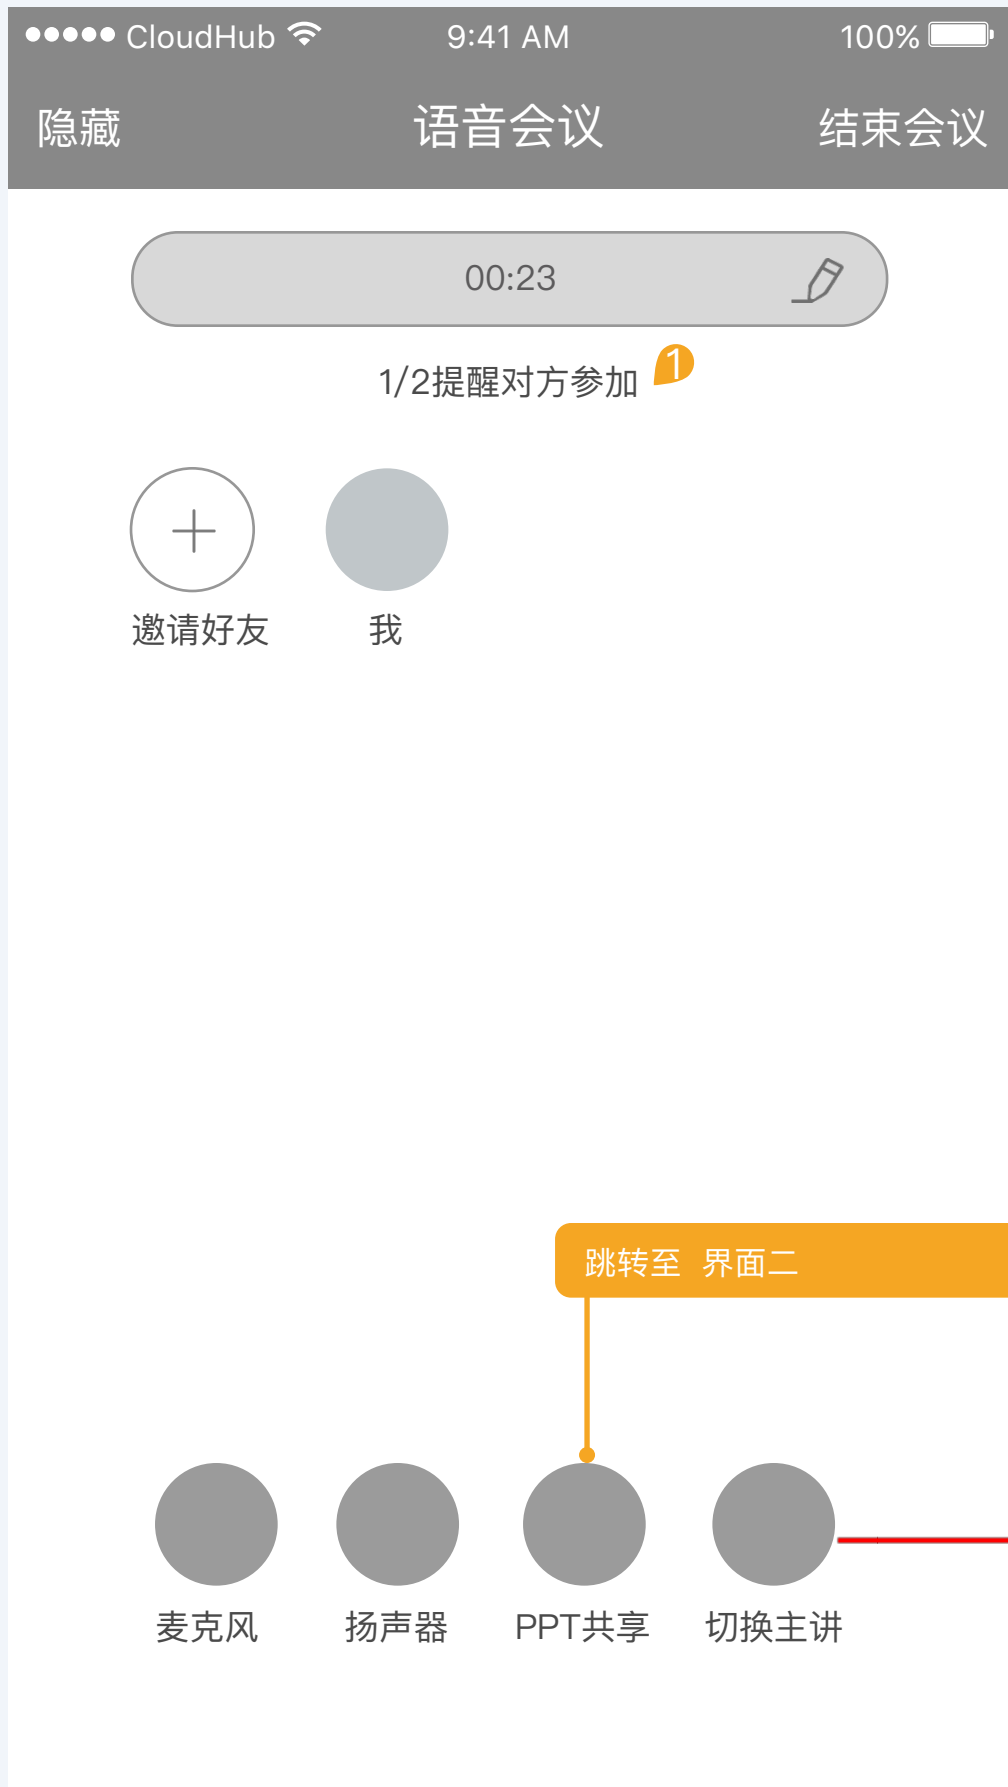 CloudHub 9:41 AM 100%
隐藏 语音会议 结束会议
00:23
1/2提醒对方参加 1
邀请好友 我
跳转至 界面二
麦克风 扬声器 PPT共享 切换主讲